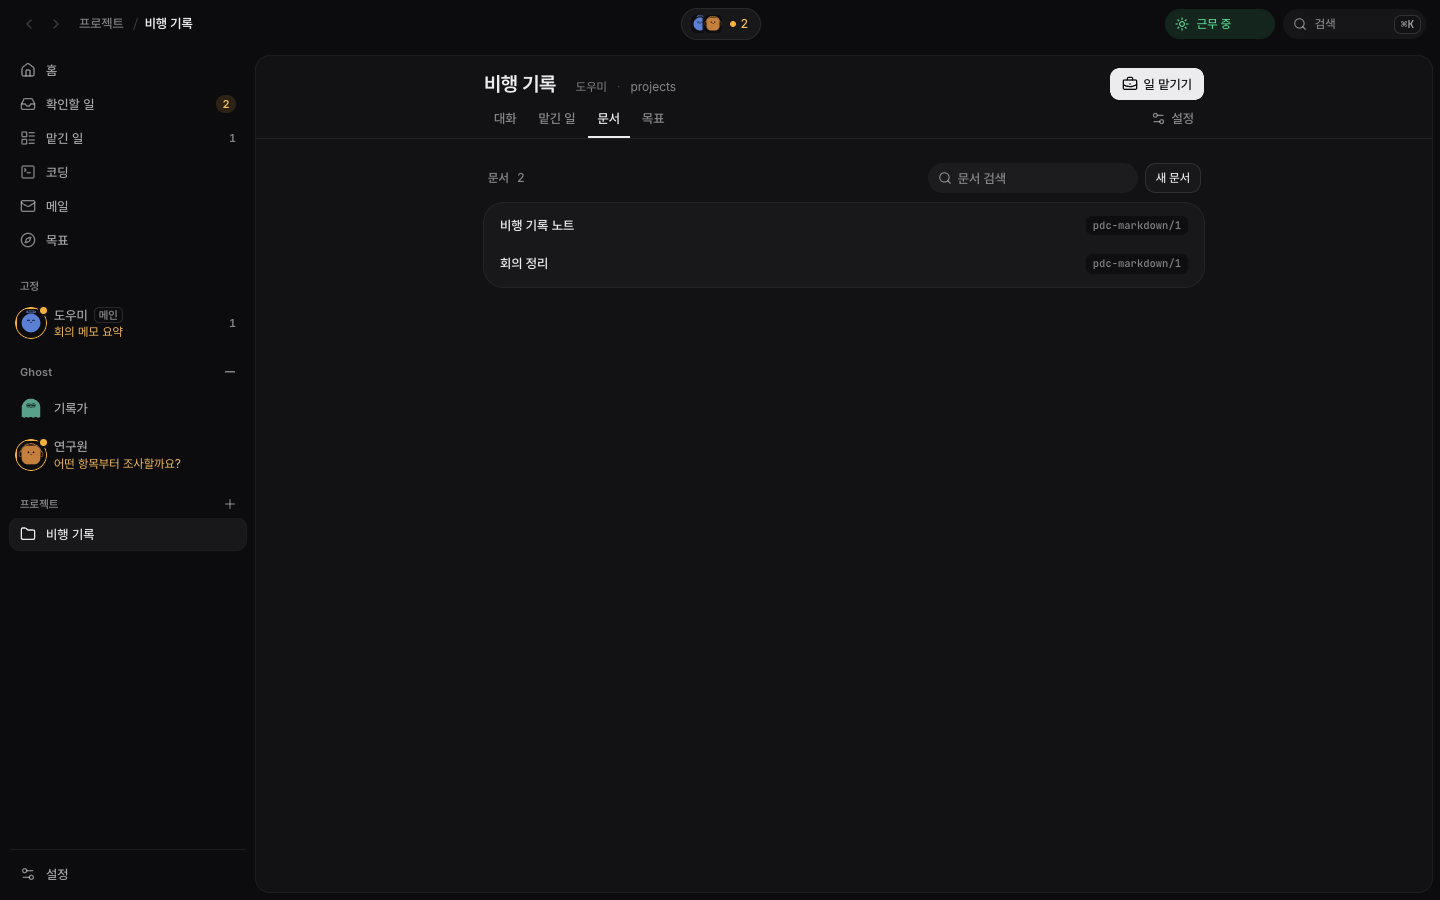 프로젝트 / 비행 기록
2
근무 중
검색 ⌘K
홈
확인할 일 2
맡긴 일 1
코딩
메일
목표
고정
도우미 메인
회의 메모 요약
1
Ghost
기록가
연구원
어떤 항목부터 조사할까요?
프로젝트
비행 기록
설정
비행 기록 도우미 · projects
일 맡기기
대화 맡긴 일 문서 목표 설정
문서 2
문서 검색
새 문서
비행 기록 노트 pdc-markdown/1
회의 정리 pdc-markdown/1